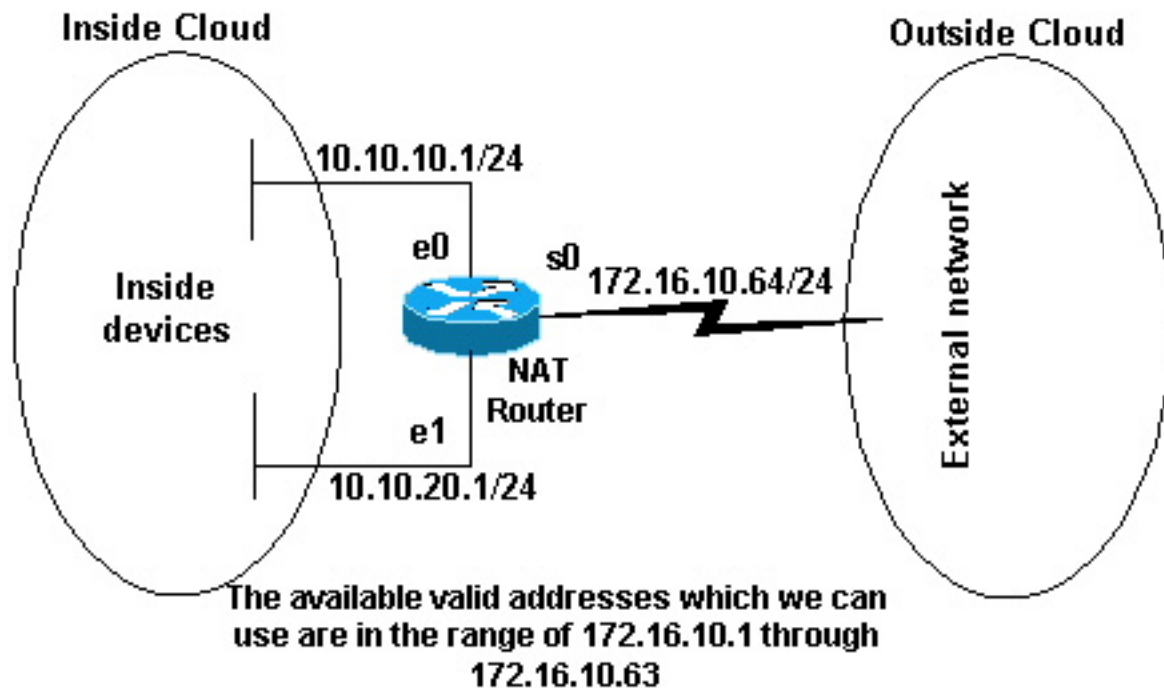 Inside Cloud
Outside Cloud
10.10.10.1/24
e0
s0
172.16.10.64/24
Inside
devices
NAT
Router
External network
e1
10.10.20.1/24
The available valid addresses which we can
use are in the range of 172.16.10.1 through
172.16.10.63